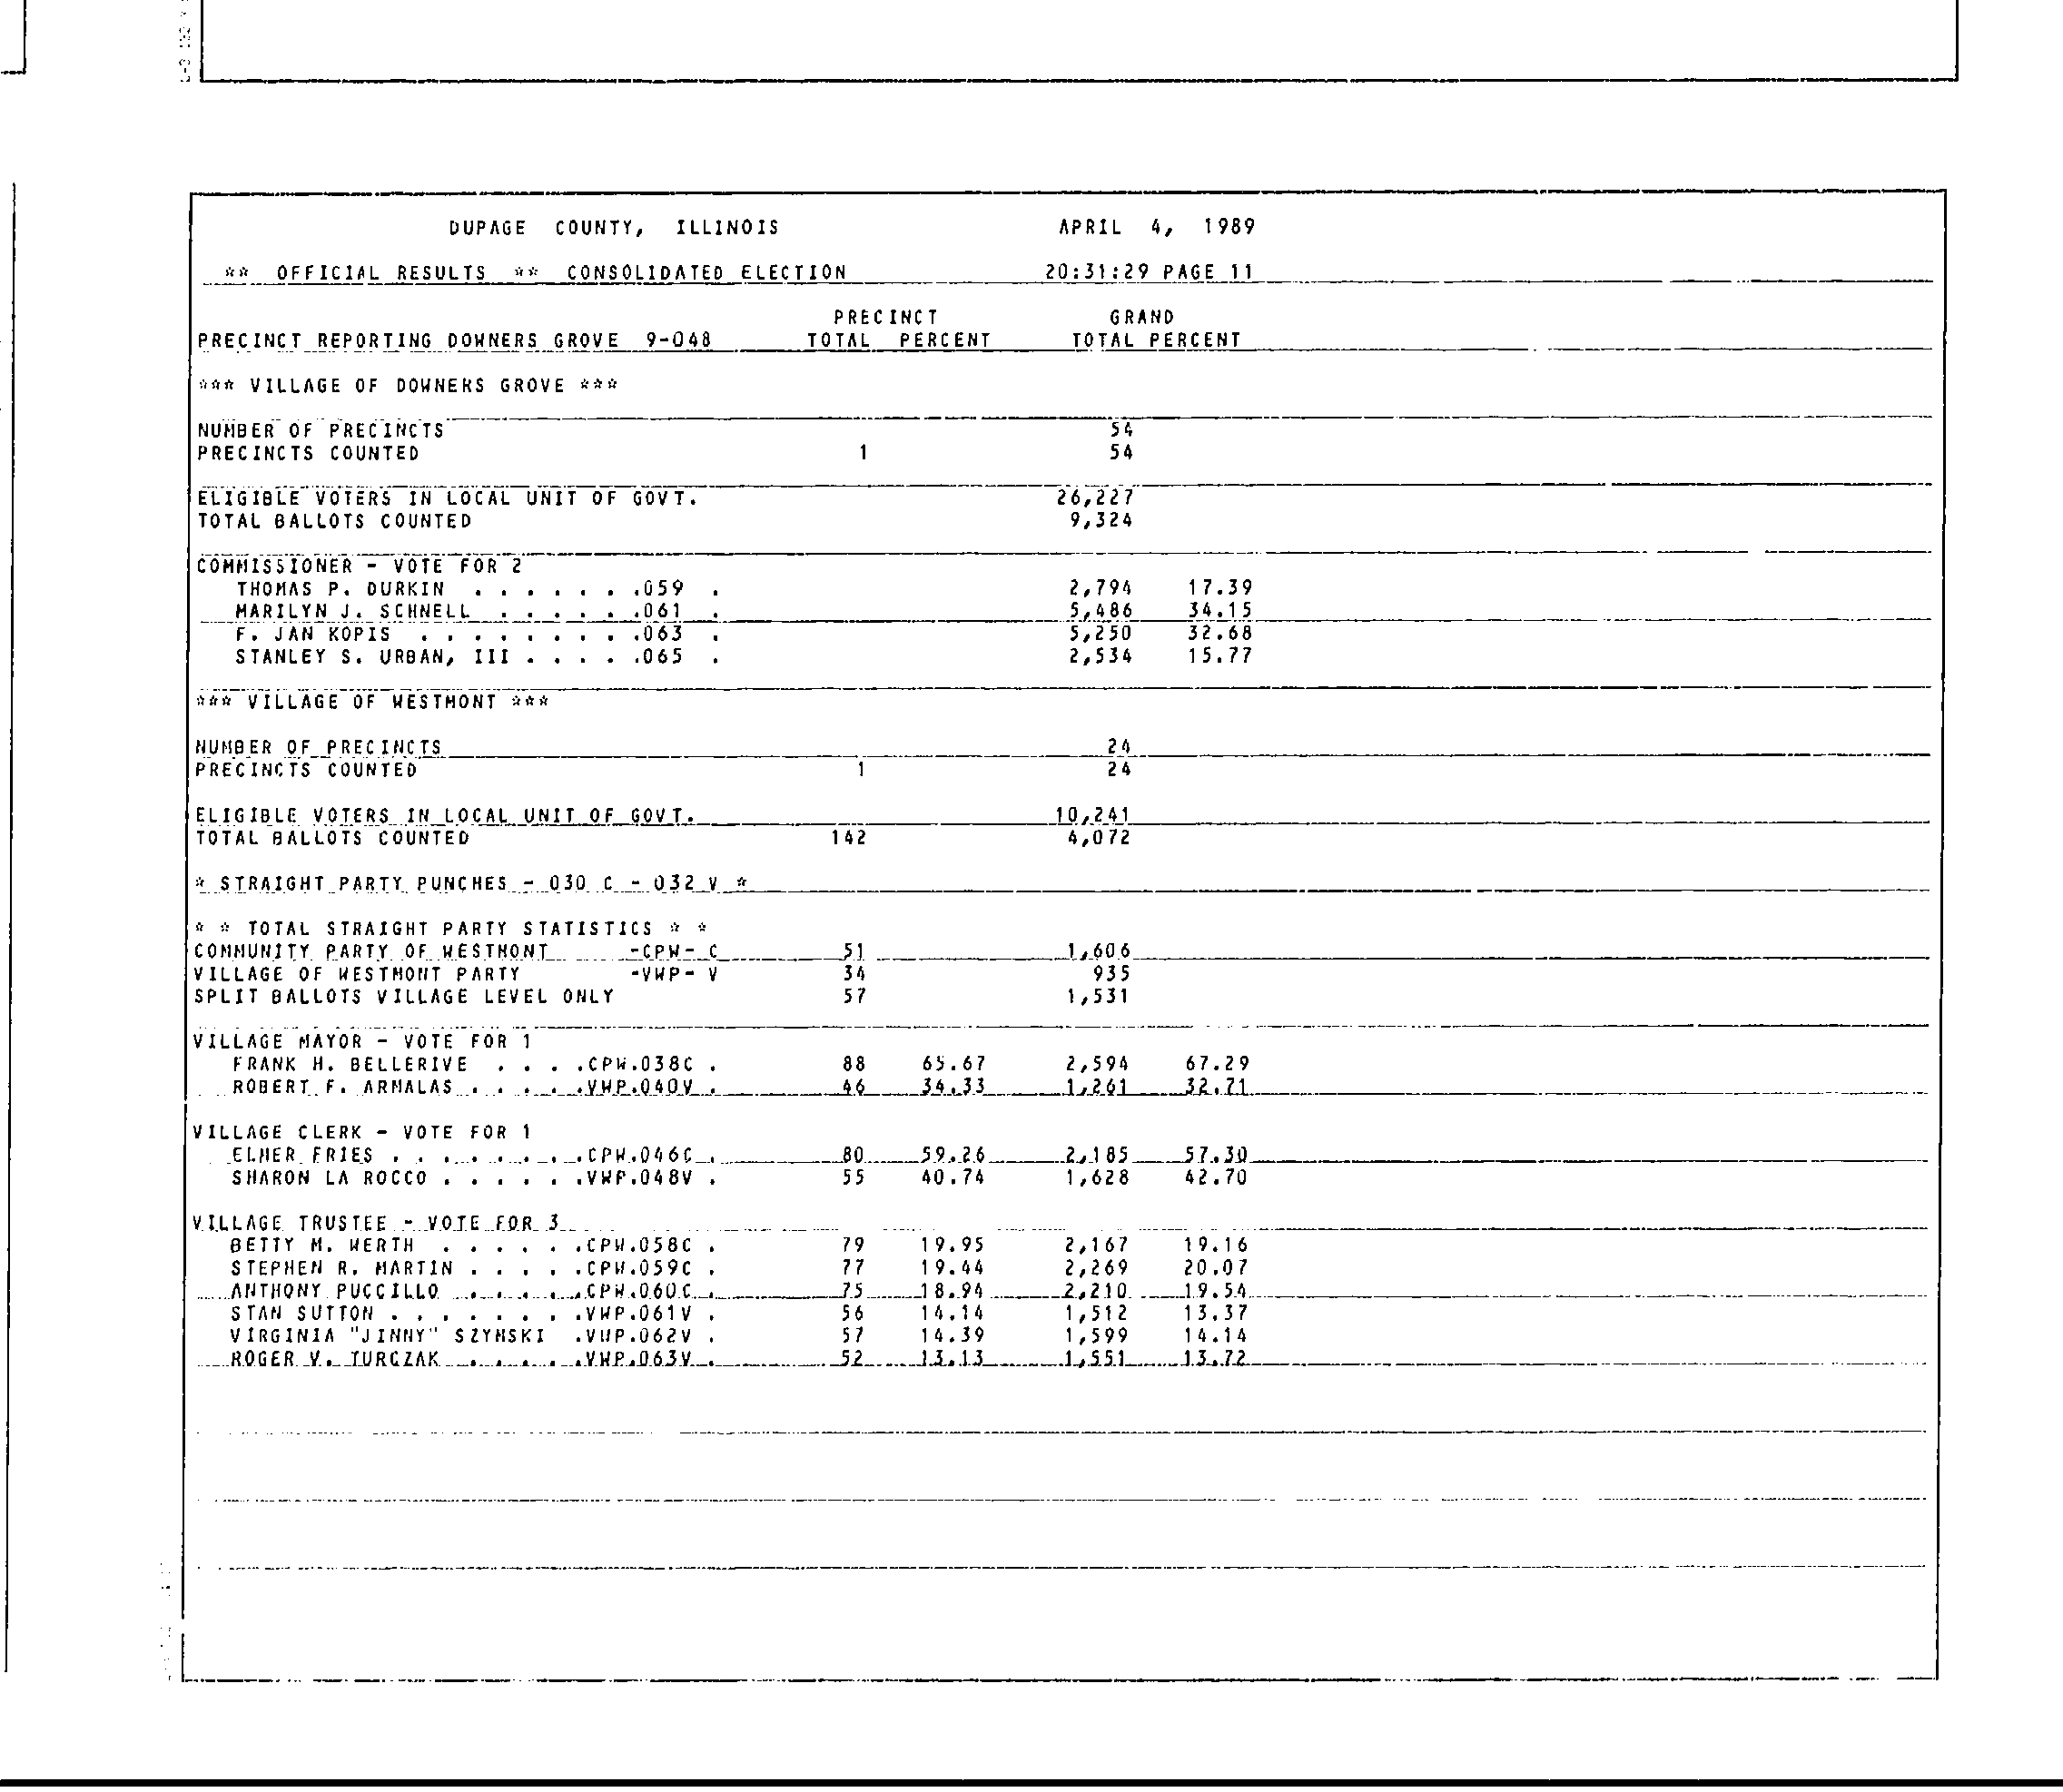 DUPAGE COUNTY, ILLINOIS APRIL 4, 1989
** OFFICIAL RESULTS ** CONSOLIDATED ELECTION 20:31:29 PAGE 11
PRECINCT GRAND
PRECINCT REPORTING DOWNERS GROVE 9-048 TOTAL PERCENT TOTAL PERCENT
*** VILLAGE OF DOWNERS GROVE ***
NUMBER OF PRECINCTS 54
PRECINCTS COUNTED 1 54
ELIGIBLE VOTERS IN LOCAL UNIT OF GOVT. 26,227
TOTAL BALLOTS COUNTED 9,324
COMMISSIONER - VOTE FOR 2
THOMAS P. DURKIN . . . . . . .059 . 2,794 17.39
MARILYN J. SCHNELL . . . . . .061 . 5,486 34.15
F. JAN KOPIS . . . . . . . . .063 . 5,250 32.68
STANLEY S. URBAN, III . . . . .065 . 2,534 15.77
*** VILLAGE OF WESTMONT ***
NUMBER OF PRECINCTS 24
PRECINCTS COUNTED 1 24
ELIGIBLE VOTERS IN LOCAL UNIT OF GOVT. 10,241
TOTAL BALLOTS COUNTED 142 4,072
* STRAIGHT PARTY PUNCHES - 030 C - 032 V *
* * TOTAL STRAIGHT PARTY STATISTICS * *
COMMUNITY PARTY OF WESTMONT -CPW- C 51 1,606
VILLAGE OF WESTMONT PARTY -VWP- V 34 935
SPLIT BALLOTS VILLAGE LEVEL ONLY 57 1,531
VILLAGE MAYOR - VOTE FOR 1
FRANK H. BELLERIVE . . . .CPW.038C . 88 65.67 2,594 67.29
ROBERT F. ARMALAS . . . . .VWP.040V . 46 34.33 1,261 32.71
VILLAGE CLERK - VOTE FOR 1
ELMER FRIES . . . . . . . .CPW.046C . 80 59.26 2,185 57.30
SHARON LA ROCCO . . . . . .VWP.048V . 55 40.74 1,628 42.70
VILLAGE TRUSTEE - VOTE FOR 3
BETTY M. WERTH . . . . . .CPW.058C . 79 19.95 2,167 19.16
STEPHEN R. MARTIN . . . . .CPW.059C . 77 19.44 2,269 20.07
ANTHONY PUCCILLO . . . . .CPW.060C . 75 18.94 2,210 19.54
STAN SUTTON . . . . . . . .VWP.061V . 56 14.14 1,512 13.37
VIRGINIA "JINNY" SZYMSKI .VWP.062V . 57 14.39 1,599 14.14
ROGER V. TURCZAK . . . . .VWP.063V . 52 13.13 1,551 13.72